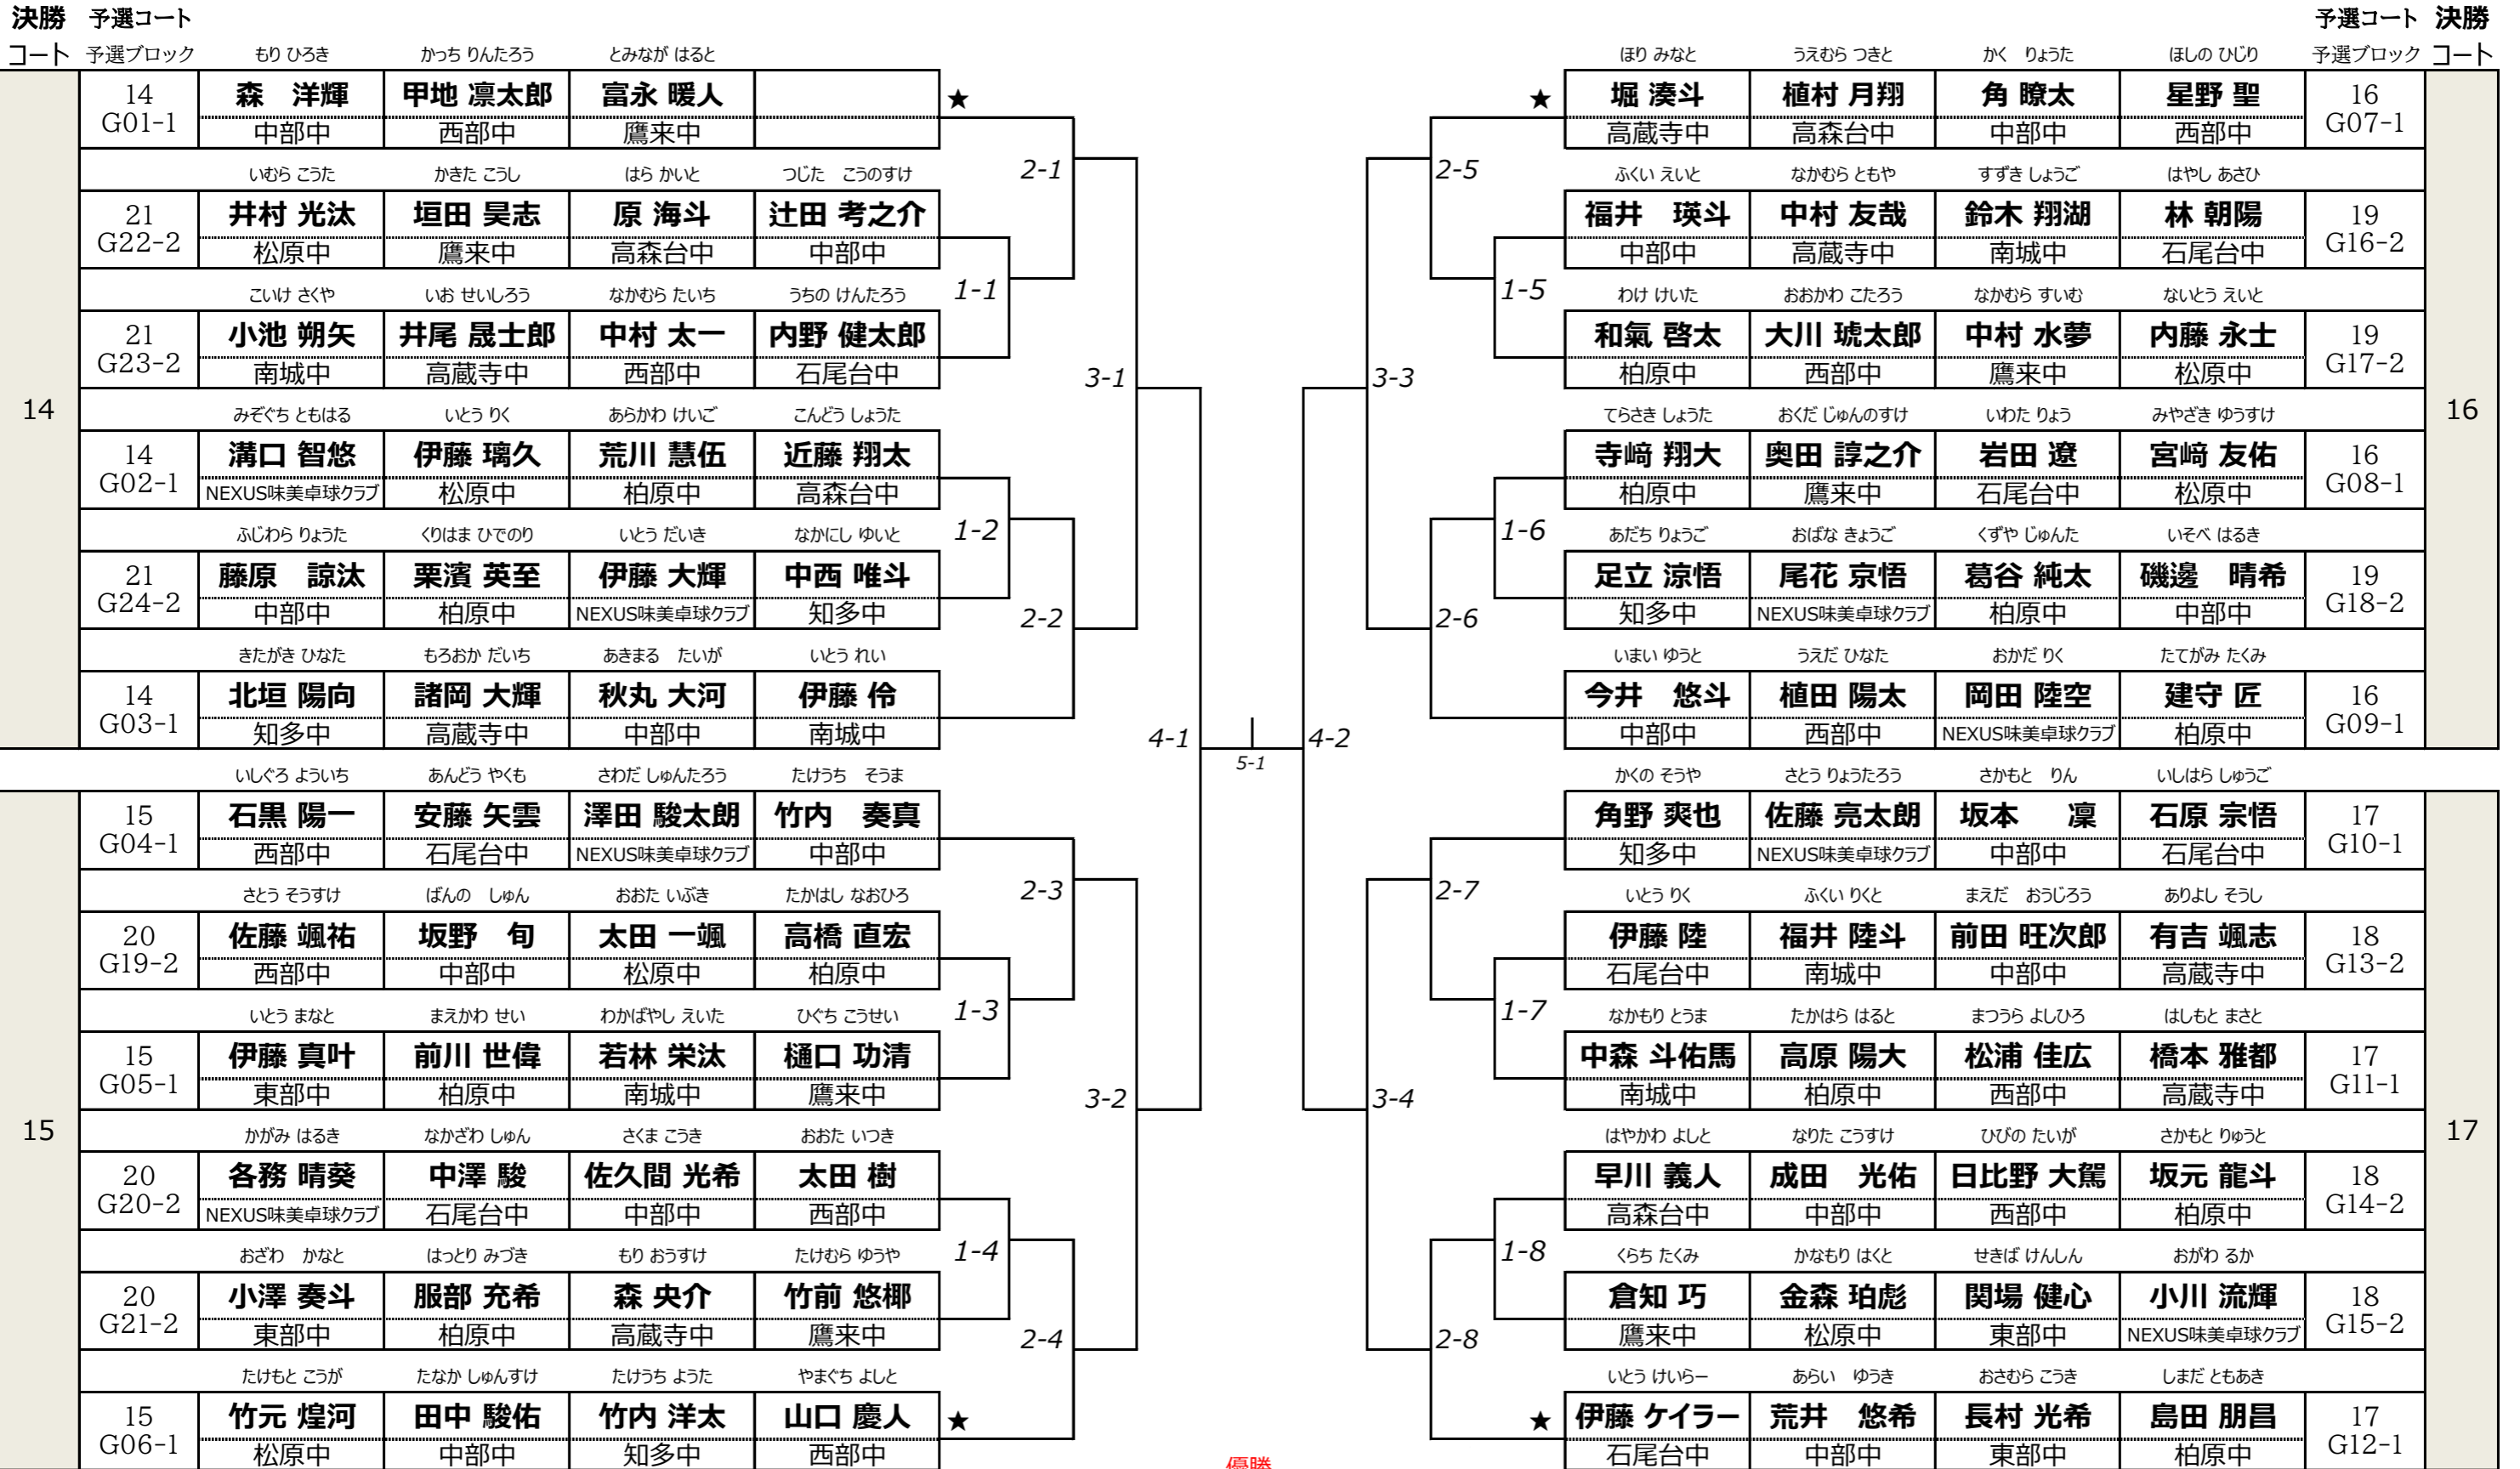 決勝 予選コート 予選コート 決勝
コート 予選ブロック もり ひろき かっち りんたろう とみなが はると ほり みなと うえむら つきと かく りょうた ほしの ひじり 予選ブロック コート
14 森 洋輝 甲地 凛太郎 富永 暖人 ★ ★ 堀 湊斗 植村 月翔 角 瞭太 星野 聖 16
G01-1 中部中 西部中 鷹来中 高蔵寺中 高森台中 中部中 西部中 G07-1
いむら こうた かきた こうし はら かいと つじた こうのすけ 2-1 2-5 ふくい えいと なかむら ともや すずき しょうご はやし あさひ
21 井村 光汰 垣田 昊志 原 海斗 辻田 考之介 福井 瑛斗 中村 友哉 鈴木 翔湖 林 朝陽 19
G22-2 松原中 鷹来中 高森台中 中部中 中部中 高蔵寺中 南城中 石尾台中 G16-2
こいけ さくや いお せいしろう なかむら たいち うちの けんたろう 1-1 1-5 わけ けいた おおかわ こたろう なかむら すいむ ないとう えいと
21 小池 朔矢 井尾 晟士郎 中村 太一 内野 健太郎 和氣 啓太 大川 琥太郎 中村 水夢 内藤 永士 19
G23-2 南城中 高蔵寺中 西部中 石尾台中 3-1 3-3 柏原中 西部中 鷹来中 松原中 G17-2
14 みぞぐち ともはる いとう りく あらかわ けいご こんどう しょうた てらさき しょうた おくだ じゅんのすけ いわた りょう みやざき ゆうすけ 16
14 溝口 智悠 伊藤 璃久 荒川 慧伍 近藤 翔太 寺﨑 翔大 奥田 諄之介 岩田 遼 宮﨑 友佑 16
G02-1 NEXUS味美卓球クラブ 松原中 柏原中 高森台中 柏原中 鷹来中 石尾台中 松原中 G08-1
ふじわら りょうた くりはま ひでのり いとう だいき なかにし ゆいと 1-2 1-6 あだち りょうご おばな きょうご くずや じゅんた いそべ はるき
21 藤原 諒汰 栗濱 英至 伊藤 大輝 中西 唯斗 足立 涼悟 尾花 京悟 葛谷 純太 磯邊 晴希 19
G24-2 中部中 柏原中 NEXUS味美卓球クラブ 知多中 2-2 2-6 知多中 NEXUS味美卓球クラブ 柏原中 中部中 G18-2
きたがき ひなた もろおか だいち あきまる たいが いとう れい いまい ゆうと うえだ ひなた おかだ りく たてがみ たくみ
14 北垣 陽向 諸岡 大輝 秋丸 大河 伊藤 伶 今井 悠斗 植田 陽太 岡田 陸空 建守 匠 16
G03-1 知多中 高蔵寺中 中部中 南城中 4-1 4-2 中部中 西部中 NEXUS味美卓球クラブ 柏原中 G09-1
いしぐろ よういち あんどう やくも さわだ しゅんたろう たけうち そうま 5-1 かくの そうや さとう りょうたろう さかもと りん いしはら しゅうご
15 石黒 陽一 安藤 矢雲 澤田 駿太朗 竹内 奏真 角野 爽也 佐藤 亮太朗 坂本 凜 石原 宗悟 17
G04-1 西部中 石尾台中 NEXUS味美卓球クラブ 中部中 知多中 NEXUS味美卓球クラブ 中部中 石尾台中 G10-1
さとう そうすけ ばんの しゅん おおた いぶき たかはし なおひろ 2-3 2-7 いとう りく ふくい りくと まえだ おうじろう ありよし そうし
20 佐藤 颯祐 坂野 旬 太田 一颯 高橋 直宏 伊藤 陸 福井 陸斗 前田 旺次郎 有吉 颯志 18
G19-2 西部中 中部中 松原中 柏原中 石尾台中 南城中 中部中 高蔵寺中 G13-2
いとう まなと まえかわ せい わかばやし えいた ひぐち こうせい 1-3 1-7 なかもり とうま たかはら はると まつうら よしひろ はしもと まさと
15 伊藤 真叶 前川 世偉 若林 栄汰 樋口 功清 中森 斗佑馬 高原 陽大 松浦 佳広 橋本 雅都 17
G05-1 東部中 柏原中 南城中 鷹来中 3-2 3-4 南城中 柏原中 西部中 高蔵寺中 G11-1
15 かがみ はるき なかざわ しゅん さくま こうき おおた いつき はやかわ よしと なりた こうすけ ひびの たいが さかもと りゅうと 17
20 各務 晴葵 中澤 駿 佐久間 光希 太田 樹 早川 義人 成田 光佑 日比野 大駕 坂元 龍斗 18
G20-2 NEXUS味美卓球クラブ 石尾台中 中部中 西部中 高森台中 中部中 西部中 柏原中 G14-2
おざわ かなと はっとり みづき もり おうすけ たけむら ゆうや 1-4 1-8 くらち たくみ かなもり はくと せきば けんしん おがわ るか
20 小澤 奏斗 服部 充希 森 央介 竹前 悠梛 倉知 巧 金森 珀彪 関場 健心 小川 流輝 18
G21-2 東部中 柏原中 高蔵寺中 鷹来中 2-4 2-8 鷹来中 松原中 東部中 NEXUS味美卓球クラブ G15-2
たけもと こうが たなか しゅんすけ たけうち ようた やまぐち よしと いとう けいらー あらい ゆうき おさむら こうき しまだ ともあき
15 竹元 煌河 田中 駿佑 竹内 洋太 山口 慶人 ★ ★ 伊藤 ケイラー 荒井 悠希 長村 光希 島田 朋昌 17
G06-1 松原中 中部中 知多中 西部中 優勝 石尾台中 中部中 東部中 柏原中 G12-1